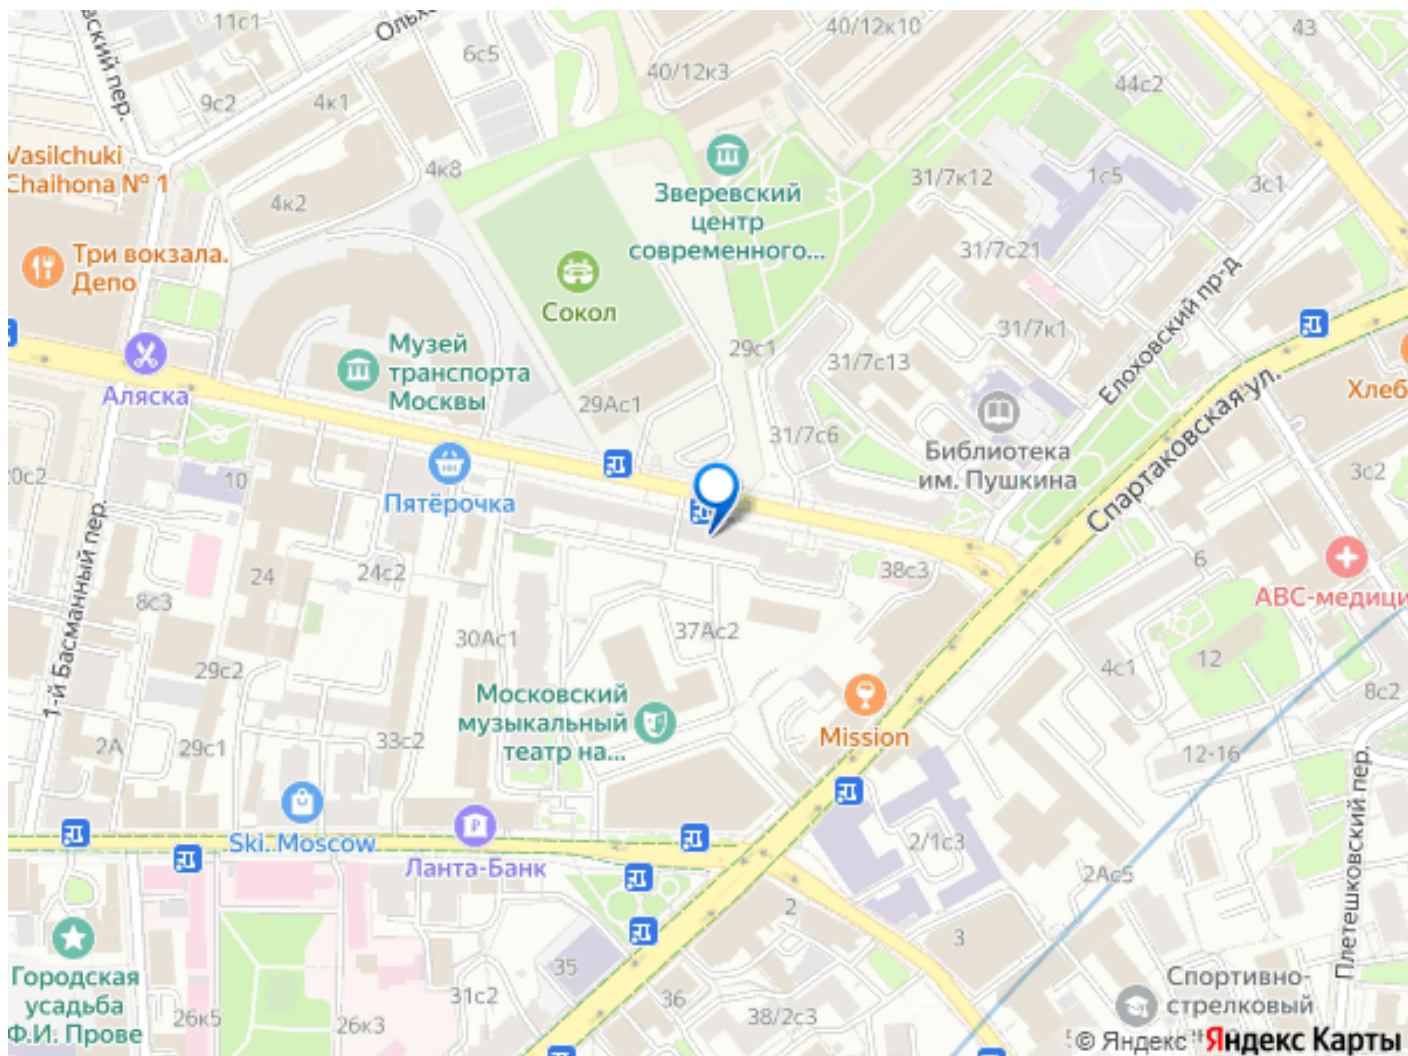 11с1
Ольх
40/12к10
43
6с5
40/12к3
44с2
9с2
4к1
ский пер.
Vasilchuki
Chaihona № 1
4к8
31/7к12
1с5
3с1
4к2
Зверевский
центр
современного...
31/7с21
Три вокзала.
Депо
Сокол
Елоховский пр-д
31/7к1
29с1
31/7с13
Музей
транспорта
Москвы
Аляска
29Ас1
Спартаковская ул.
Хлеб
31/7с6
Библиотека
им. Пушкина
3с2
20с2
10
Пятёрочка
1-й Басманный пер.
24
24с2
38с3
6
АВС-медици
8с3
37Ас2
30Ас1
29с2
4с1
12
8с2
Московский
музыкальный
театр на...
Mission
2А
29с1
33с2
12-16
Ski. Moscow
Ланта-Банк
2/1с3
2Ас5
Плетешковский пер.
2
3
35
Городская
усадьба
Ф.И. Прове
31с2
36
26к5
26к3
38/2с3
Спортивно-
стрелковый
© Яндекс
Яндекс Карты